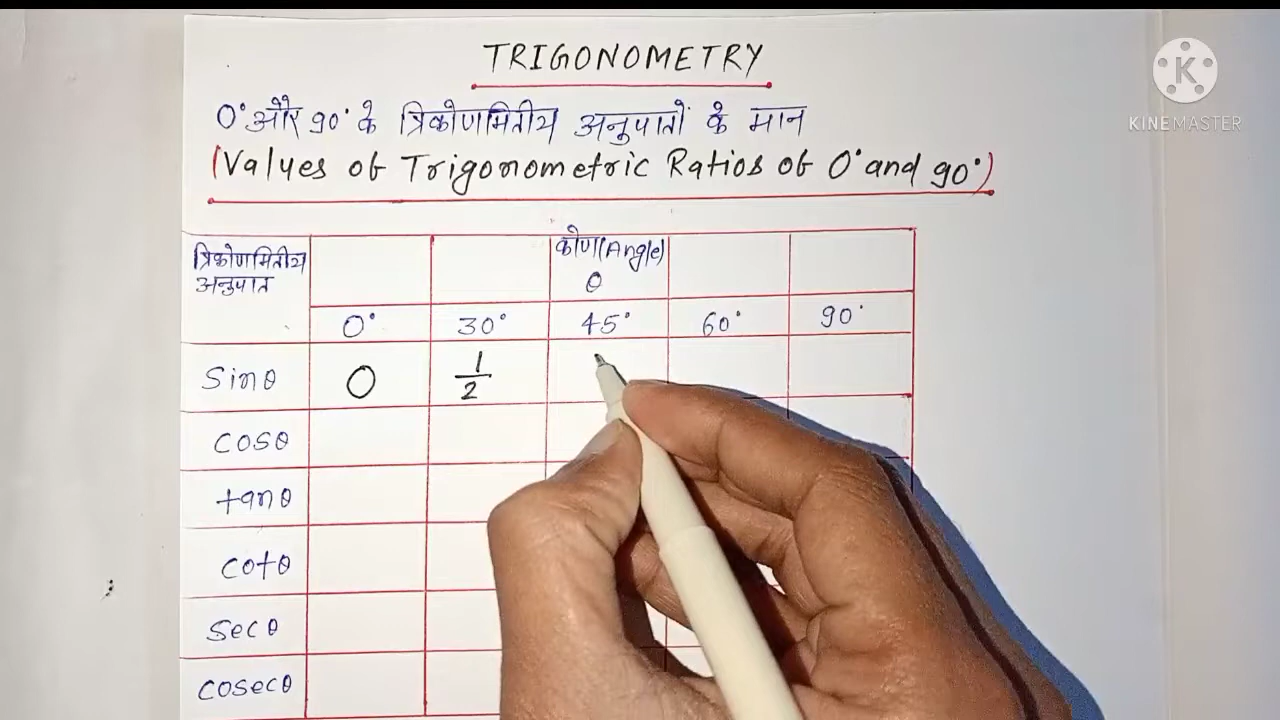 TRIGONOMETRY
K
KINEMASTER
0° और 90° के त्रिकोणमितीय अनुपातों के मान
(Values of Trigonometric Ratios of 0° and 90°)
त्रिकोणमितीय
अनुपात
कोण(Angle)
θ
0° 30° 45° 60° 90°
Sinθ 0 1/2
cosθ
tanθ
cotθ
Secθ
cosecθ